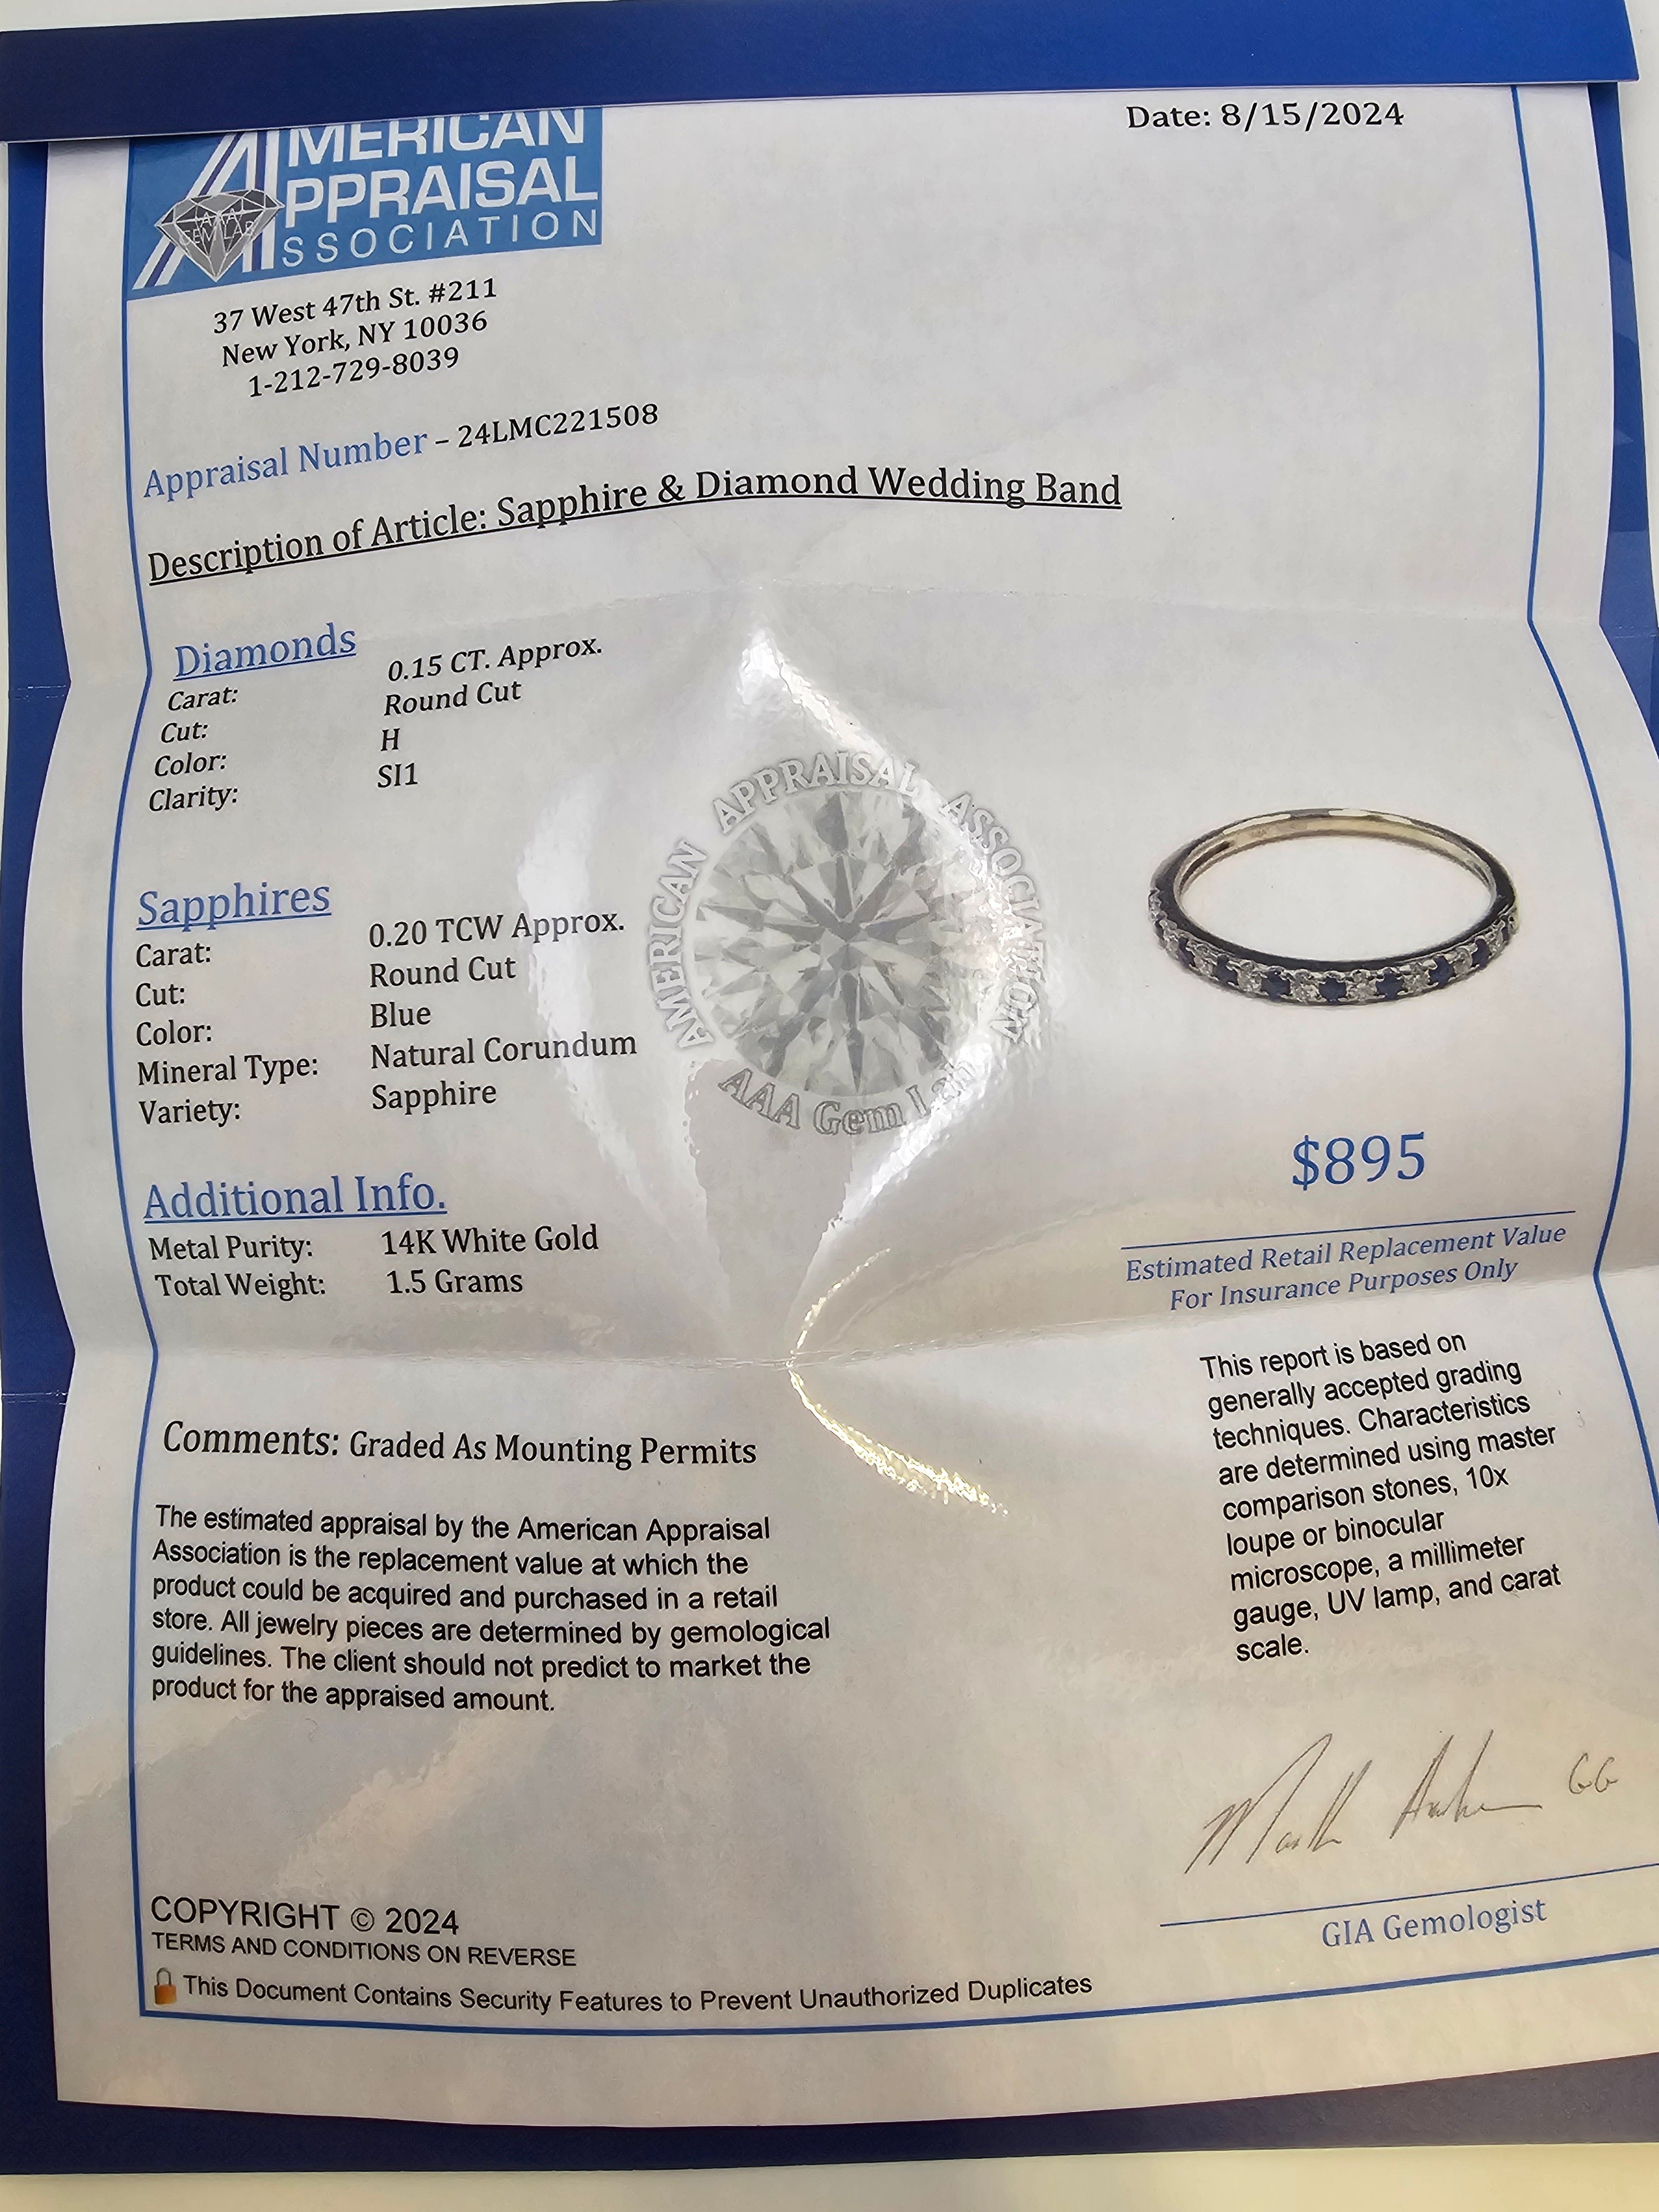 Date: 8/15/2024
AMERICAN
APPRAISAL
ASSOCIATION
AAA
GEM LAB
37 West 47th St. #211
New York, NY 10036
1-212-729-8039
Appraisal Number – 24LMC221508
Description of Article: Sapphire & Diamond Wedding Band
Diamonds
Carat: 0.15 CT. Approx.
Cut: Round Cut
Color: H
Clarity: SI1
AMERICAN APPRAISAL ASSOCIATION
AAA Gem Lab
Sapphires
Carat: 0.20 TCW Approx.
Cut: Round Cut
Color: Blue
Mineral Type: Natural Corundum
Variety: Sapphire
$895
Estimated Retail Replacement Value
For Insurance Purposes Only
Additional Info.
Metal Purity: 14K White Gold
Total Weight: 1.5 Grams
Comments: Graded As Mounting Permits
The estimated appraisal by the American Appraisal
Association is the replacement value at which the
product could be acquired and purchased in a retail
store. All jewelry pieces are determined by gemological
guidelines. The client should not predict to market the
product for the appraised amount.
This report is based on
generally accepted grading
techniques. Characteristics
are determined using master
comparison stones, 10x
loupe or binocular
microscope, a millimeter
gauge, UV lamp, and carat
scale.
GG
GIA Gemologist
COPYRIGHT © 2024
TERMS AND CONDITIONS ON REVERSE
This Document Contains Security Features to Prevent Unauthorized Duplicates